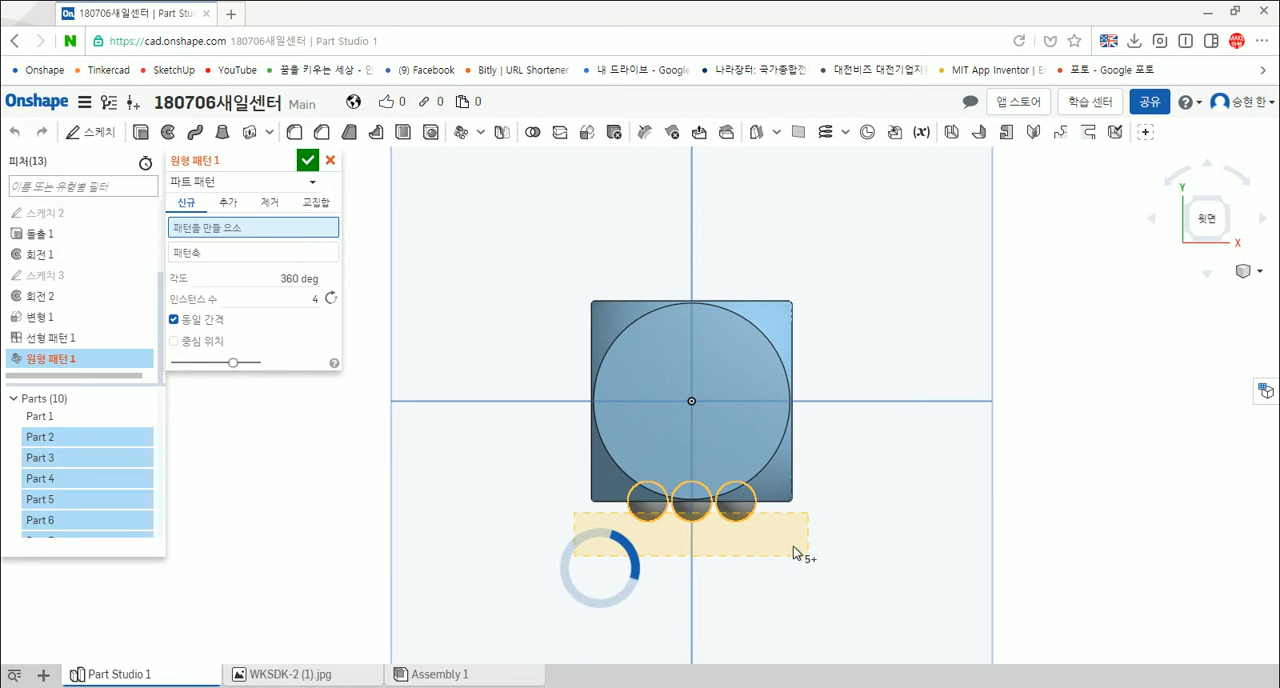 On 180706새일센터 | Part Stu
https://cad.onshape.com 180706새일센터 | Part Studio 1
Onshape Tinkercad SketchUp YouTube 꿈을 키우는 세상 - 인 (9) Facebook Bitly | URL Shortener 내 드라이브 - Google 나라장터: 국가종합전 대전비즈 대전기업지 MIT App Inventor | E 포토 - Google 포토
Onshape 180706새일센터 Main 0 0 0 앱 스토어 학습 센터 공유 승현 한
스케치 (x)
피처(13)
이름 또는 유형별 필터
스케치 2
돌출 1
회전 1
스케치 3
회전 2
변형 1
선형 패턴 1
원형 패턴 1
Parts (10)
Part 1
Part 2
Part 3
Part 4
Part 5
Part 6
원형 패턴 1
파트 패턴
신규 추가 제거 교집합
패턴을 만들 요소
패턴축
각도 360 deg
인스턴스 수 4
동일 간격
중심 위치
5+
Y
윗면
X
Part Studio 1 WKSDK-2 (1).jpg Assembly 1